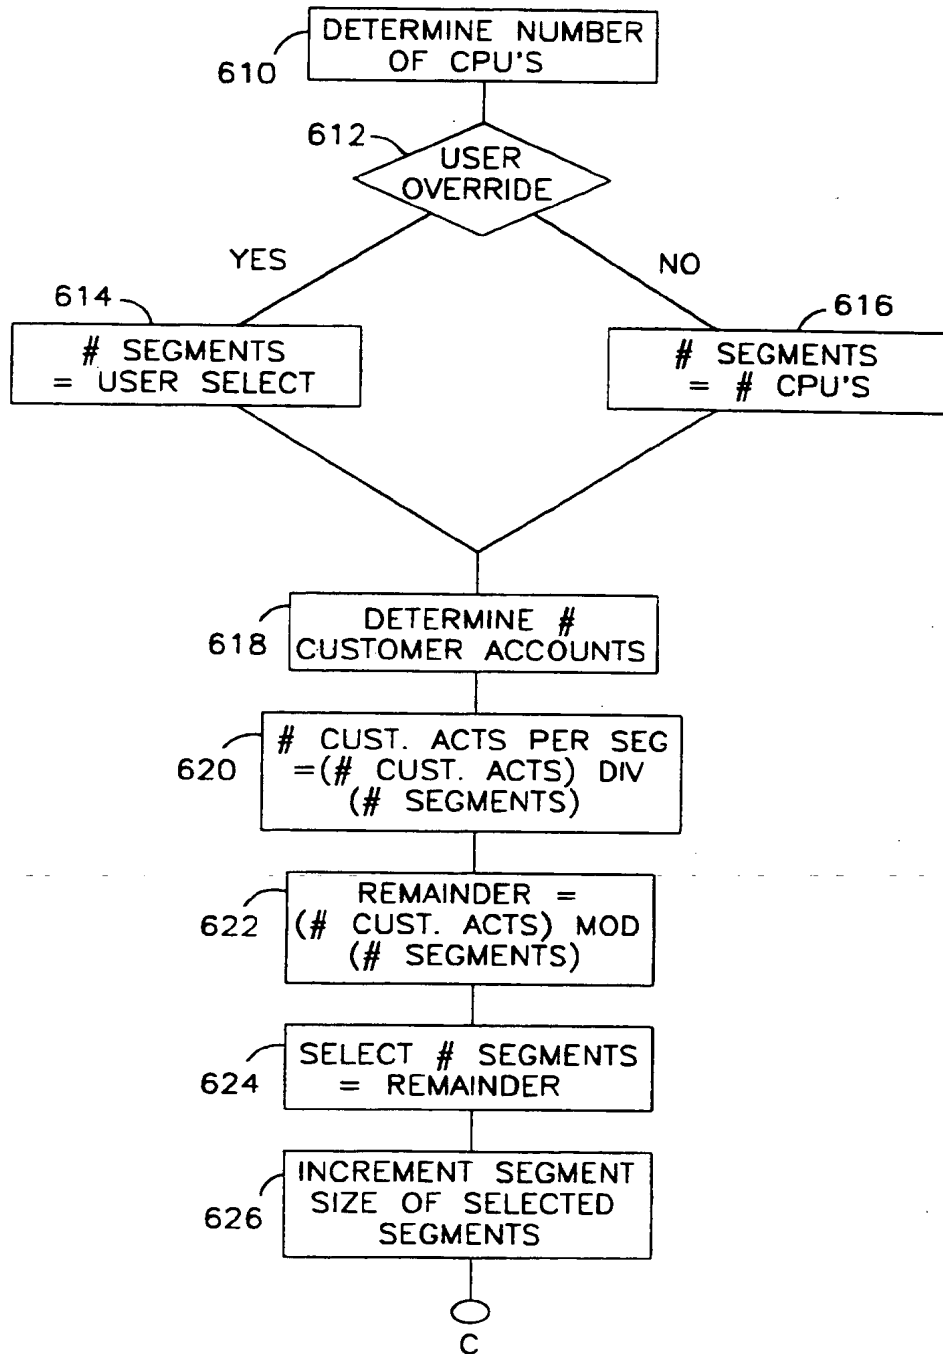 DETERMINE NUMBER
OF CPU'S
610
612
USER
OVERRIDE
YES
NO
614
616
# SEGMENTS
= USER SELECT
# SEGMENTS
= # CPU'S
618
DETERMINE #
CUSTOMER ACCOUNTS
620
# CUST. ACTS PER SEG
=(# CUST. ACTS) DIV
(# SEGMENTS)
622
REMAINDER =
(# CUST. ACTS) MOD
(# SEGMENTS)
624
SELECT # SEGMENTS
= REMAINDER
626
INCREMENT SEGMENT
SIZE OF SELECTED
SEGMENTS
C